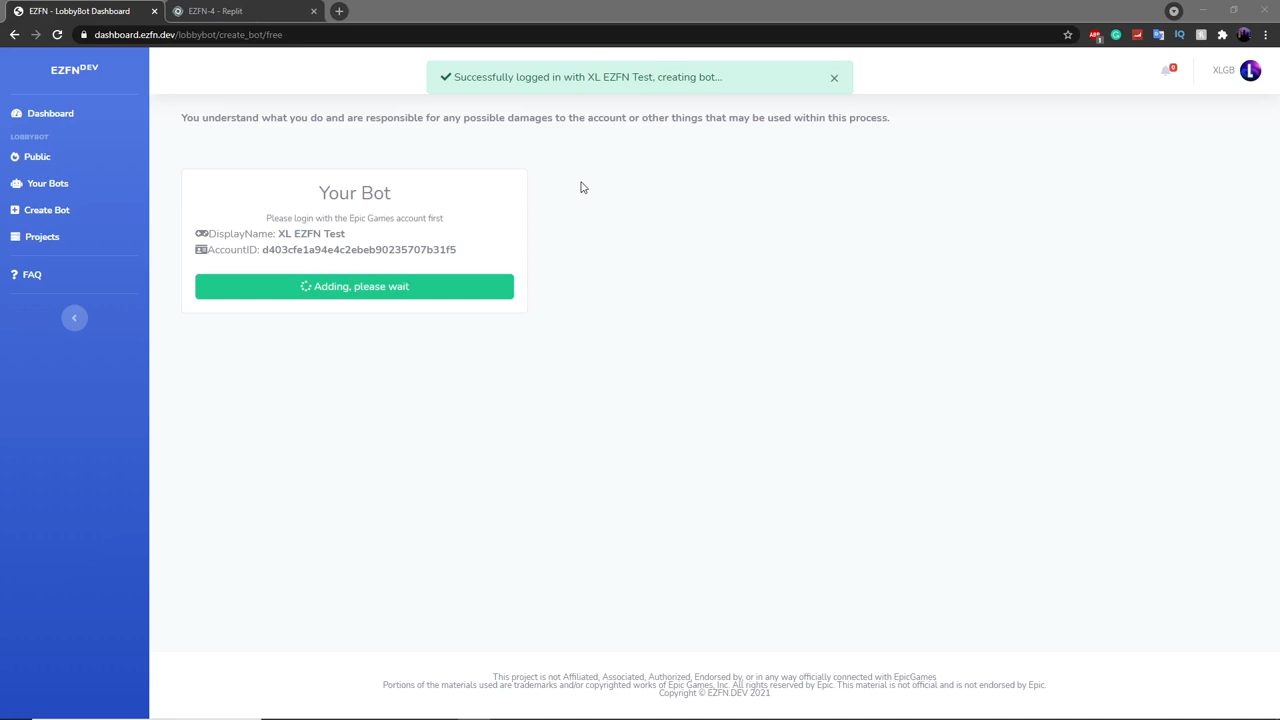 EZFN - LobbyBot Dashboard
EZFN-4 - Replit
dashboard.ezfn.dev/lobbybot/create_bot/free
ABP
1
IQ
EZFNDEV
Successfully logged in with XL EZFN Test, creating bot...
0
XLGB
L
Dashboard
LOBBYBOT
Public
Your Bots
Create Bot
Projects
FAQ
You understand what you do and are responsible for any possible damages to the account or other things that may be used within this process.
Your Bot
Please login with the Epic Games account first
DisplayName: XL EZFN Test
AccountID: d403cfe1a94e4c2ebeb90235707b31f5
Adding, please wait
This project is not Affiliated, Associated, Authorized, Endorsed by, or in any way officially connected with EpicGames
Portions of the materials used are trademarks and/or copyrighted works of Epic Games, Inc. All rights reserved by Epic. This material is not official and is not endorsed by Epic.
Copyright © EZFN.DEV 2021